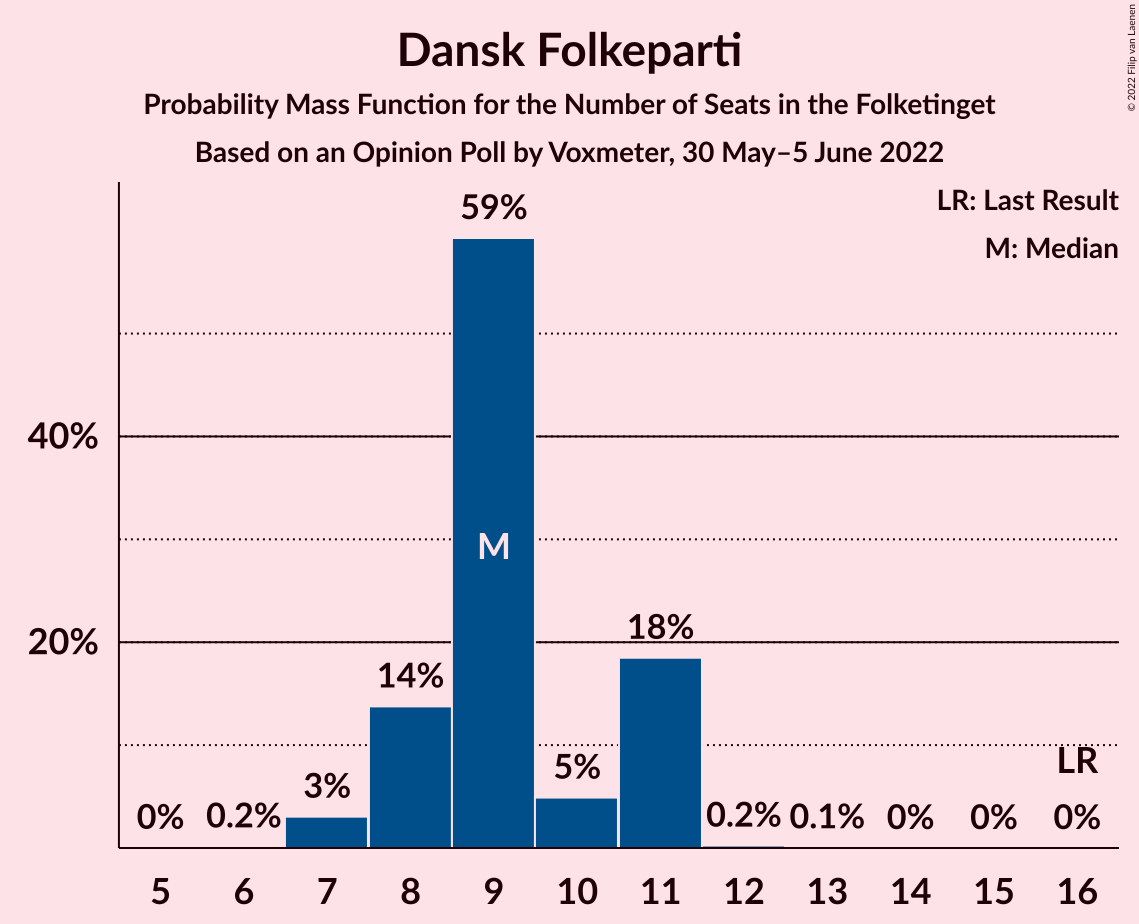 Dansk Folkeparti
Probability Mass Function for the Number of Seats in the Folketinget
Based on an Opinion Poll by Voxmeter, 30 May–5 June 2022
© 2022 Filip van Laenen
LR: Last Result
M: Median
59%
40%
M
20%
18%
14%
5%
LR
3%
0%
0.2%
0.2%
0.1%
0%
0%
0%
5 6 7 8 9 10 11 12 13 14 15 16